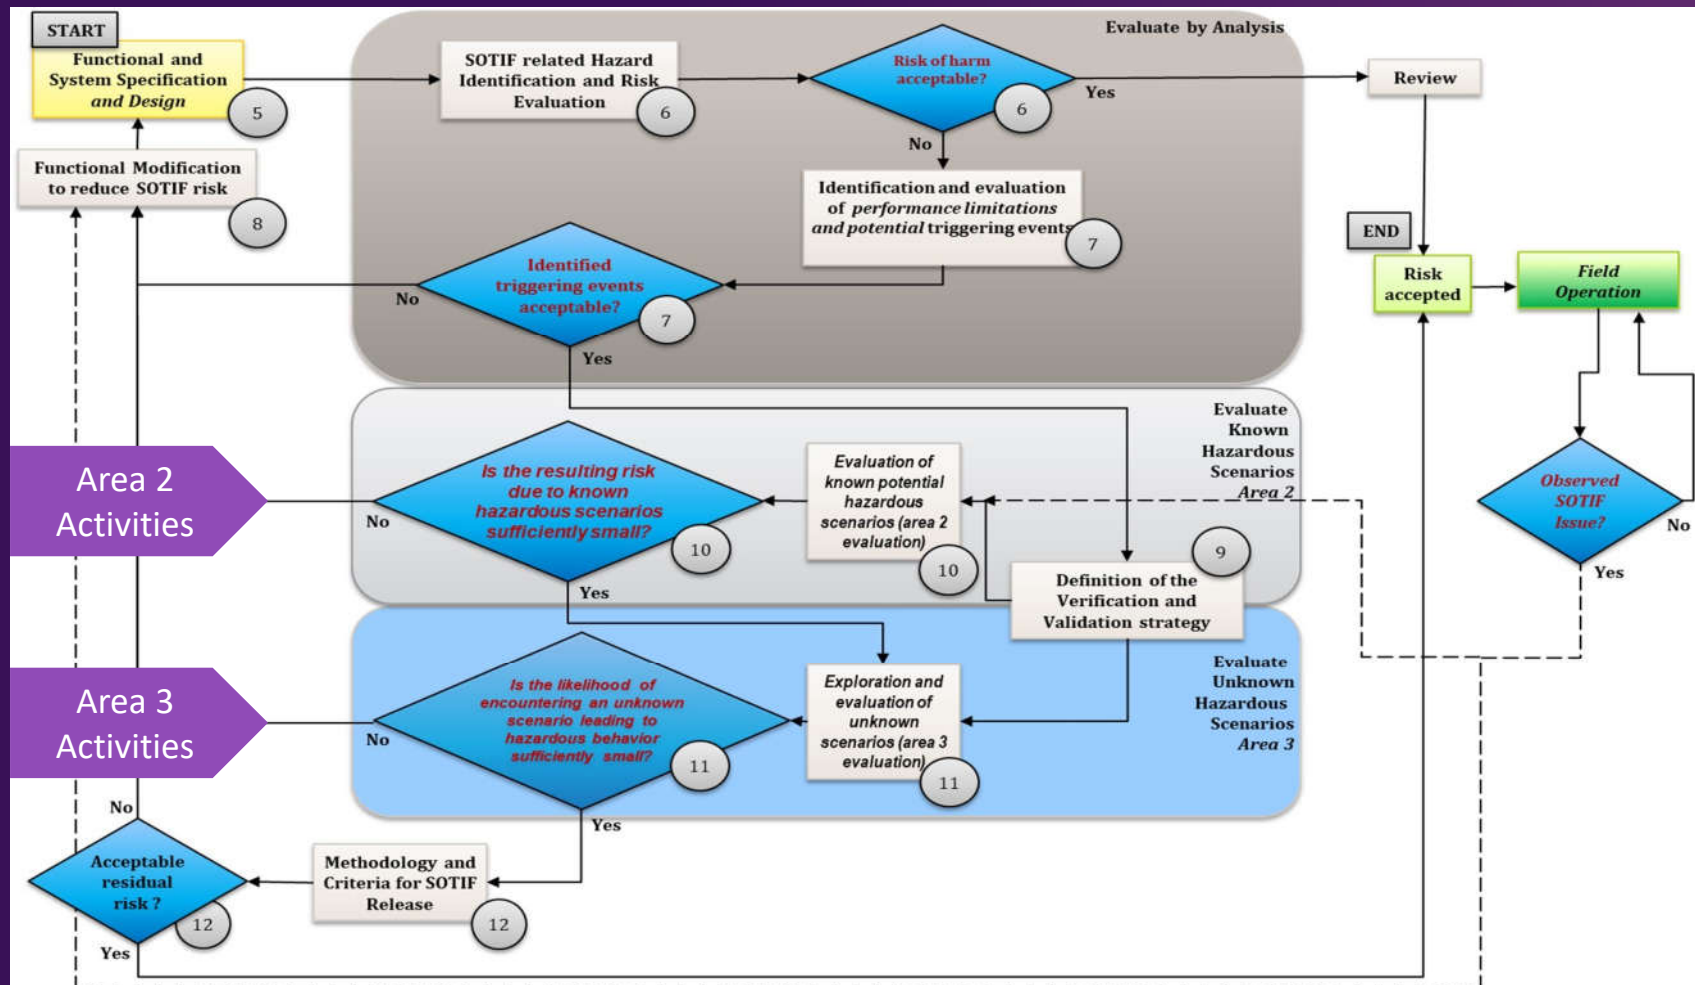 START
Functional and
System Specification
and Design
5
SOTIF related Hazard
Identification and Risk
Evaluation
6
Evaluate by Analysis
Risk of harm
acceptable?
6
Yes
No
Review
Functional Modification
to reduce SOTIF risk
8
Identification and evaluation
of performance limitations
and potential triggering events
7
Identified
triggering events
acceptable?
7
No
Yes
END
Risk
accepted
Field
Operation
Observed
SOTIF
Issue?
No
Yes
Evaluate
Known
Hazardous
Scenarios
Area 2
Area 2
Activities
Is the resulting risk
due to known
hazardous scenarios
sufficiently small?
10
No
Yes
Evaluation of
known potential
hazardous
scenarios (area 2
evaluation)
10
9
Definition of the
Verification and
Validation strategy
Evaluate
Unknown
Hazardous
Scenarios
Area 3
Area 3
Activities
Is the likelihood of
encountering an unknown
scenario leading to
hazardous behavior
sufficiently small?
11
No
Yes
Exploration and
evaluation of
unknown
scenarios (area 3
evaluation)
11
No
Acceptable
residual
risk ?
12
Yes
Methodology and
Criteria for SOTIF
Release
12